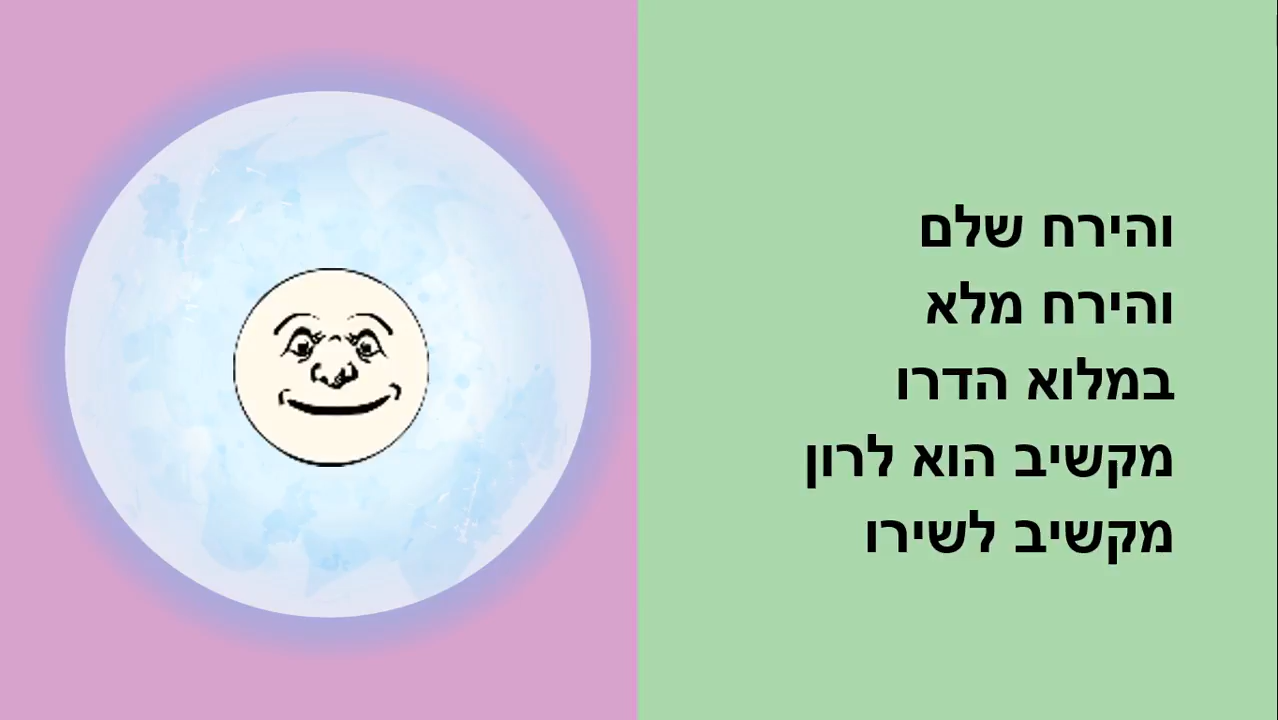 והירח שלם
והירח מלא
במלוא הדרו
מקשיב הוא לרון
מקשיב לשירו